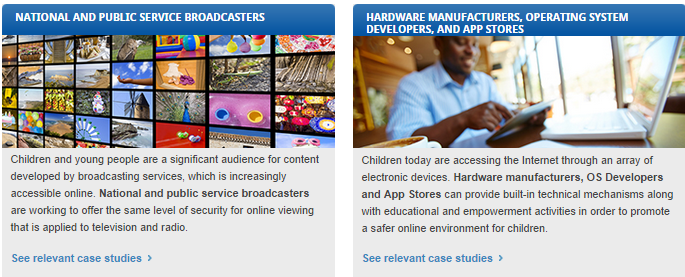 NATIONAL AND PUBLIC SERVICE BROADCASTERS
Children and young people are a significant audience for content
developed by broadcasting services, which is increasingly
accessible online. National and public service broadcasters
are working to offer the same level of security for online viewing
that is applied to television and radio.
See relevant case studies ›
HARDWARE MANUFACTURERS, OPERATING SYSTEM
DEVELOPERS, AND APP STORES
Children today are accessing the Internet through an array of
electronic devices. Hardware manufacturers, OS Developers
and App Stores can provide built-in technical mechanisms along
with educational and empowerment activities in order to promote
a safer online environment for children.
See relevant case studies ›